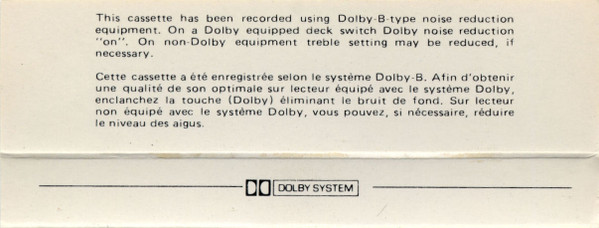 This cassette has been recorded using Dolby-B-type noise reduction
equipment. On a Dolby equipped deck switch Dolby noise reduction
"on". On non-Dolby equipment treble setting may be reduced, if
necessary.
Cette cassette a été enregistrée selon le systéme Dolby-B. Afin d'obtenir
une qualité de son optimale sur lecteur équipé avec le systéme Dolby,
enclanchez la touche (Dolby) éliminant le bruit de fond. Sur lecteur
non équipé avec le systéme Dolby, vous pouvez, si nécessaire, réduire
le niveau des aigus.
DOLBY SYSTEM